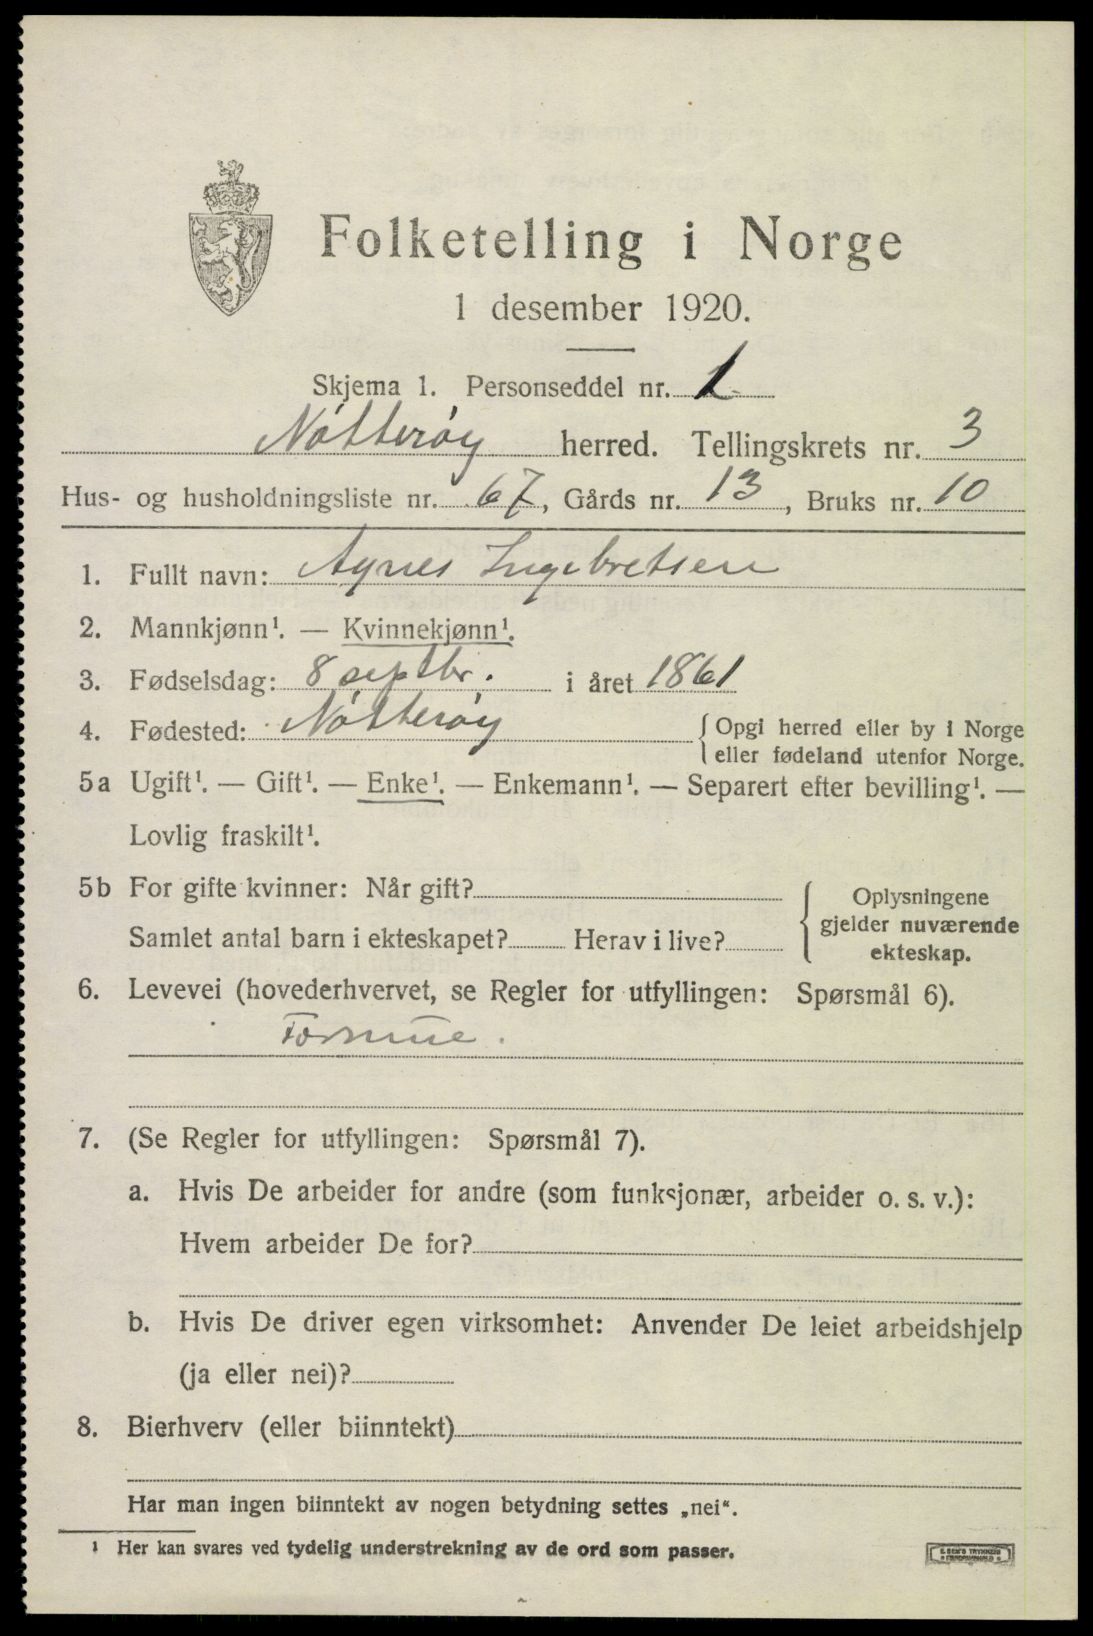 Folketelling i Norge
1 desember 1920.
Skjema 1. Personseddel nr. 1
Nøtterøy herred. Tellingskrets nr. 3
Hus- og husholdningsliste nr. 67, Gårds nr. 13, Bruks nr. 10
1. Fullt navn: Agnes Ingebretsen
2. Mannkjønn¹. — Kvinnekjønn¹.
3. Fødselsdag: 8 septbr. i året 1861
4. Fødested: Nøtterøy { Opgi herred eller by i Norge
eller fødeland utenfor Norge.
5a Ugift¹. — Gift¹. — Enke¹. — Enkemann¹. — Separert efter bevilling¹. —
Lovlig fraskilt¹.
5b For gifte kvinner: Når gift?
Samlet antal barn i ekteskapet? Herav i live?
{ Oplysningene
gjelder nuværende
ekteskap.
6. Levevei (hovederhvervet, se Regler for utfyllingen: Spørsmål 6).
Formue.
7. (Se Regler for utfyllingen: Spørsmål 7).
a. Hvis De arbeider for andre (som funksjonær, arbeider o. s. v.):
Hvem arbeider De for?
b. Hvis De driver egen virksomhet: Anvender De leiet arbeidshjelp
(ja eller nei)?
8. Bierhverv (eller biinntekt)
Har man ingen biinntekt av nogen betydning settes „nei“.
¹ Her kan svares ved tydelig understrekning av de ord som passer.